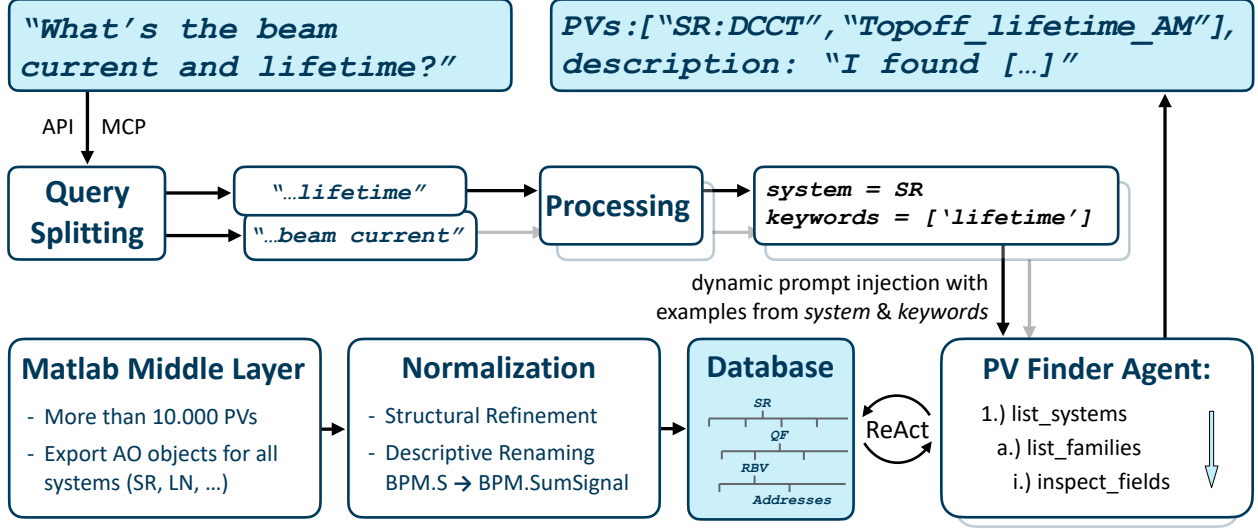 “What’s the beam
current and lifetime?”
PVs:[“SR:DCCT”,“Topoff_lifetime_AM”],
description: “I found […]”
API
MCP
Query
Splitting
“…lifetime”
“…beam current”
Processing
system = SR
keywords = [‘lifetime’]
dynamic prompt injection with
examples from system & keywords
Matlab Middle Layer
- More than 10.000 PVs
- Export AO objects for all
systems (SR, LN, …)
Normalization
- Structural Refinement
- Descriptive Renaming
BPM.S → BPM.SumSignal
Database
SR
QF
RBV
Addresses
ReAct
PV Finder Agent:
1.) list_systems
a.) list_families
i.) inspect_fields